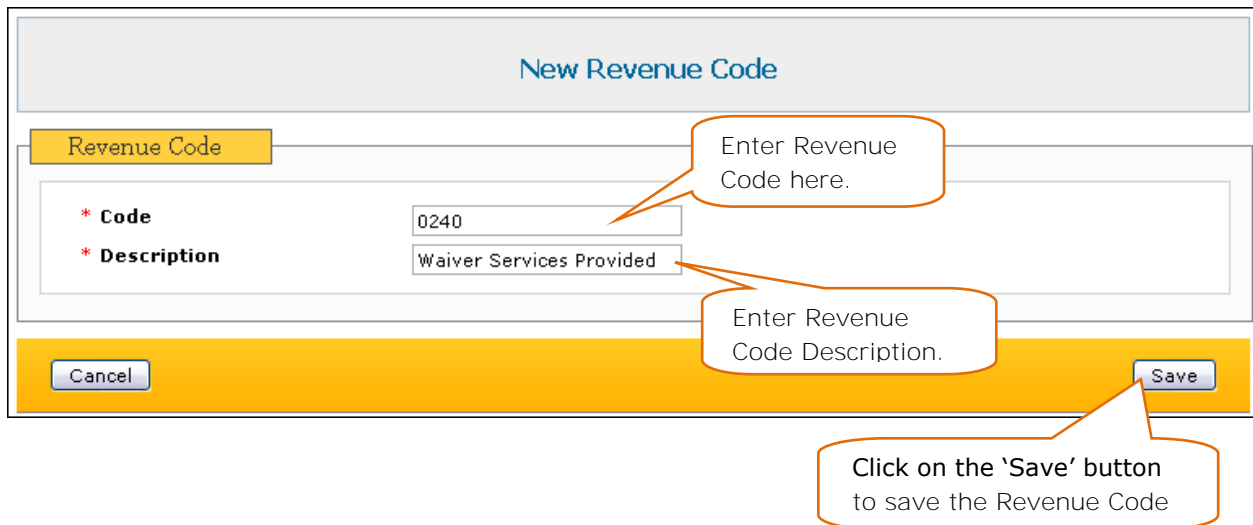 New Revenue Code
Revenue Code
Enter Revenue
Code here.
* Code
0240
* Description
Waiver Services Provided
Enter Revenue
Code Description.
Cancel
Save
Click on the ‘Save’ button
to save the Revenue Code